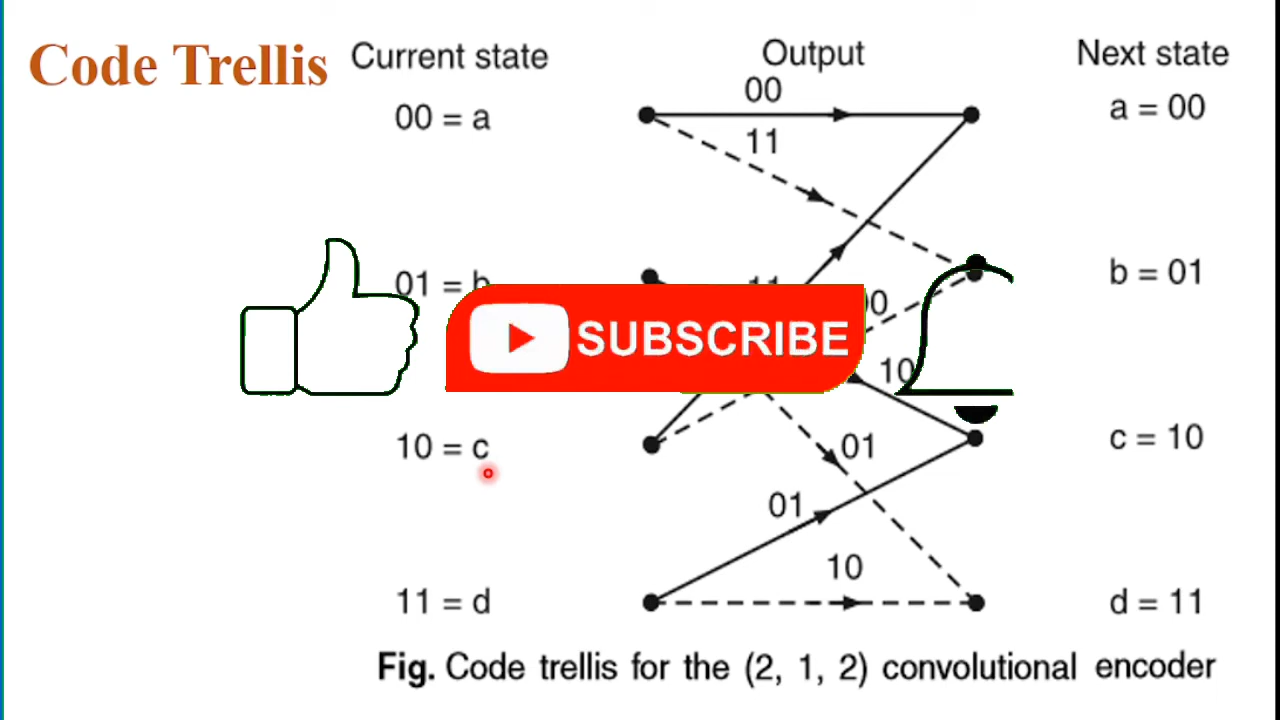 Code Trellis
Current state
Output
Next state
00
00 = a
a = 00
11
01 =
b = 01
SUBSCRIBE
10
10 = c
01
c = 10
01
10
11 = d
d = 11
Fig. Code trellis for the (2, 1, 2) convolutional encoder